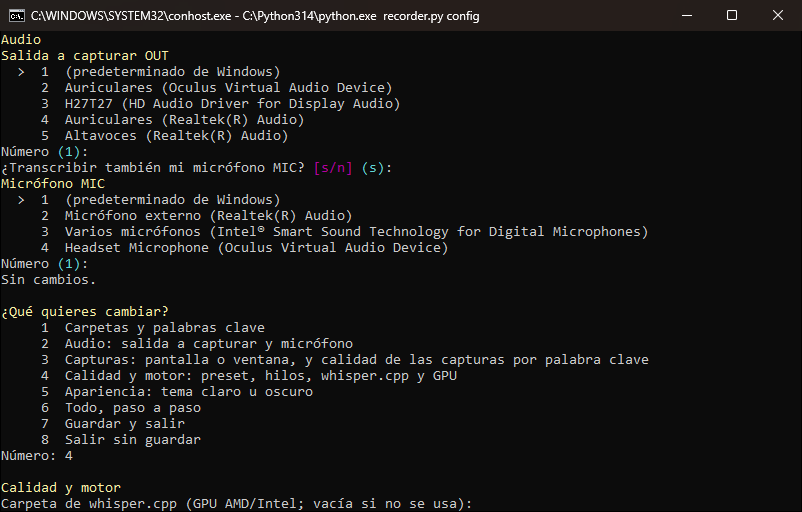 C:\WINDOWS\SYSTEM32\conhost.exe - C:\Python314\python.exe  recorder.py config
Audio
Salida a capturar OUT
  >  1  (predeterminado de Windows)
     2  Auriculares (Oculus Virtual Audio Device)
     3  H27T27 (HD Audio Driver for Display Audio)
     4  Auriculares (Realtek(R) Audio)
     5  Altavoces (Realtek(R) Audio)
Número (1):
¿Transcribir también mi micrófono MIC? [s/n] (s):
Micrófono MIC
  >  1  (predeterminado de Windows)
     2  Micrófono externo (Realtek(R) Audio)
     3  Varios micrófonos (Intel® Smart Sound Technology for Digital Microphones)
     4  Headset Microphone (Oculus Virtual Audio Device)
Número (1):
Sin cambios.

¿Qué quieres cambiar?
     1  Carpetas y palabras clave
     2  Audio: salida a capturar y micrófono
     3  Capturas: pantalla o ventana, y calidad de las capturas por palabra clave
     4  Calidad y motor: preset, hilos, whisper.cpp y GPU
     5  Apariencia: tema claro u oscuro
     6  Todo, paso a paso
     7  Guardar y salir
     8  Salir sin guardar
Número: 4

Calidad y motor
Carpeta de whisper.cpp (GPU AMD/Intel; vacía si no se usa):